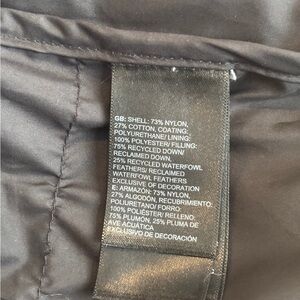 GB: SHELL: 73% NYLON,
27% COTTON, COATING:
POLYURETHANE/ LINING:
100% POLYESTER/ FILLING:
75% RECYCLED DOWN/
RECLAIMED DOWN,
25% RECYCLED WATERFOWL
FEATHERS/ RECLAIMED
WATERFOWL FEATHERS
EXCLUSIVE OF DECORATION
E: ARMAZON: 73% NYLON,
27% ALGODÓN, RECUBRIMIENTO:
POLIURETANO/ FORRO:
100% POLIÉSTER/ RELLENO:
75% PLUMÓN, 25% PLUMA DE
AVE ACUÁTICA
EXCLUSIVO DE DECORACIÓN